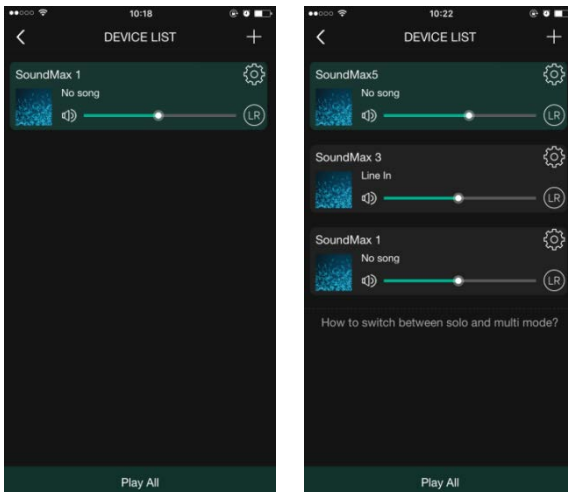 10:18
DEVICE LIST
SoundMax 1
No song
LR
Play All
10:22
DEVICE LIST
SoundMax5
No song
LR
SoundMax 3
Line In
LR
SoundMax 1
No song
LR
How to switch between solo and multi mode?
Play All